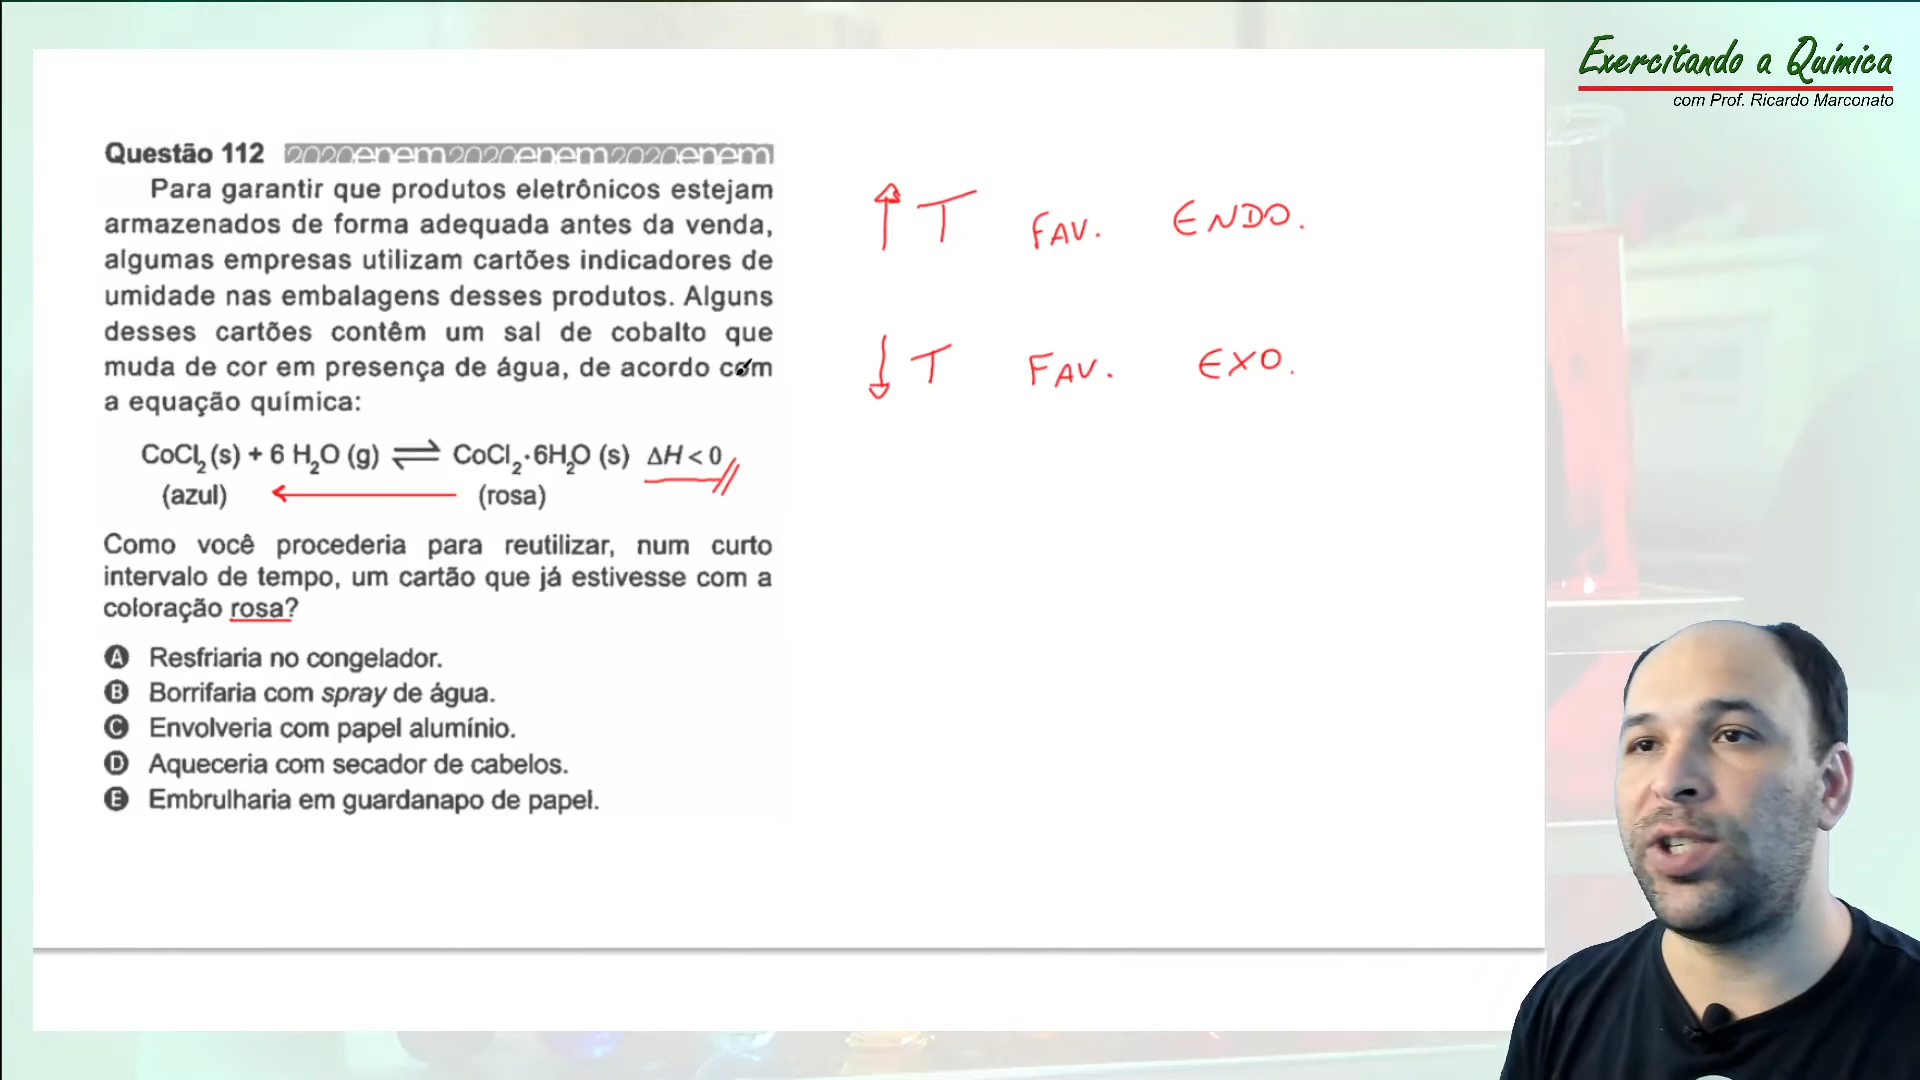 Exercitando a Química
com Prof. Ricardo Marconato
Questão 112 2020enem2020enem2020enem
Para garantir que produtos eletrônicos estejam
armazenados de forma adequada antes da venda,
algumas empresas utilizam cartões indicadores de
umidade nas embalagens desses produtos. Alguns
desses cartões contêm um sal de cobalto que
muda de cor em presença de água, de acordo com
a equação química:
CoCl₂ (s) + 6 H₂O (g) ⇌ CoCl₂·6H₂O (s) ΔH < 0
(azul) ← (rosa)
Como você procederia para reutilizar, num curto
intervalo de tempo, um cartão que já estivesse com a
coloração rosa?
A Resfriaria no congelador.
B Borrifaria com spray de água.
C Envolveria com papel alumínio.
D Aqueceria com secador de cabelos.
E Embrulharia em guardanapo de papel.
↑ T FAV. ENDO.
↓ T FAV. EXO.